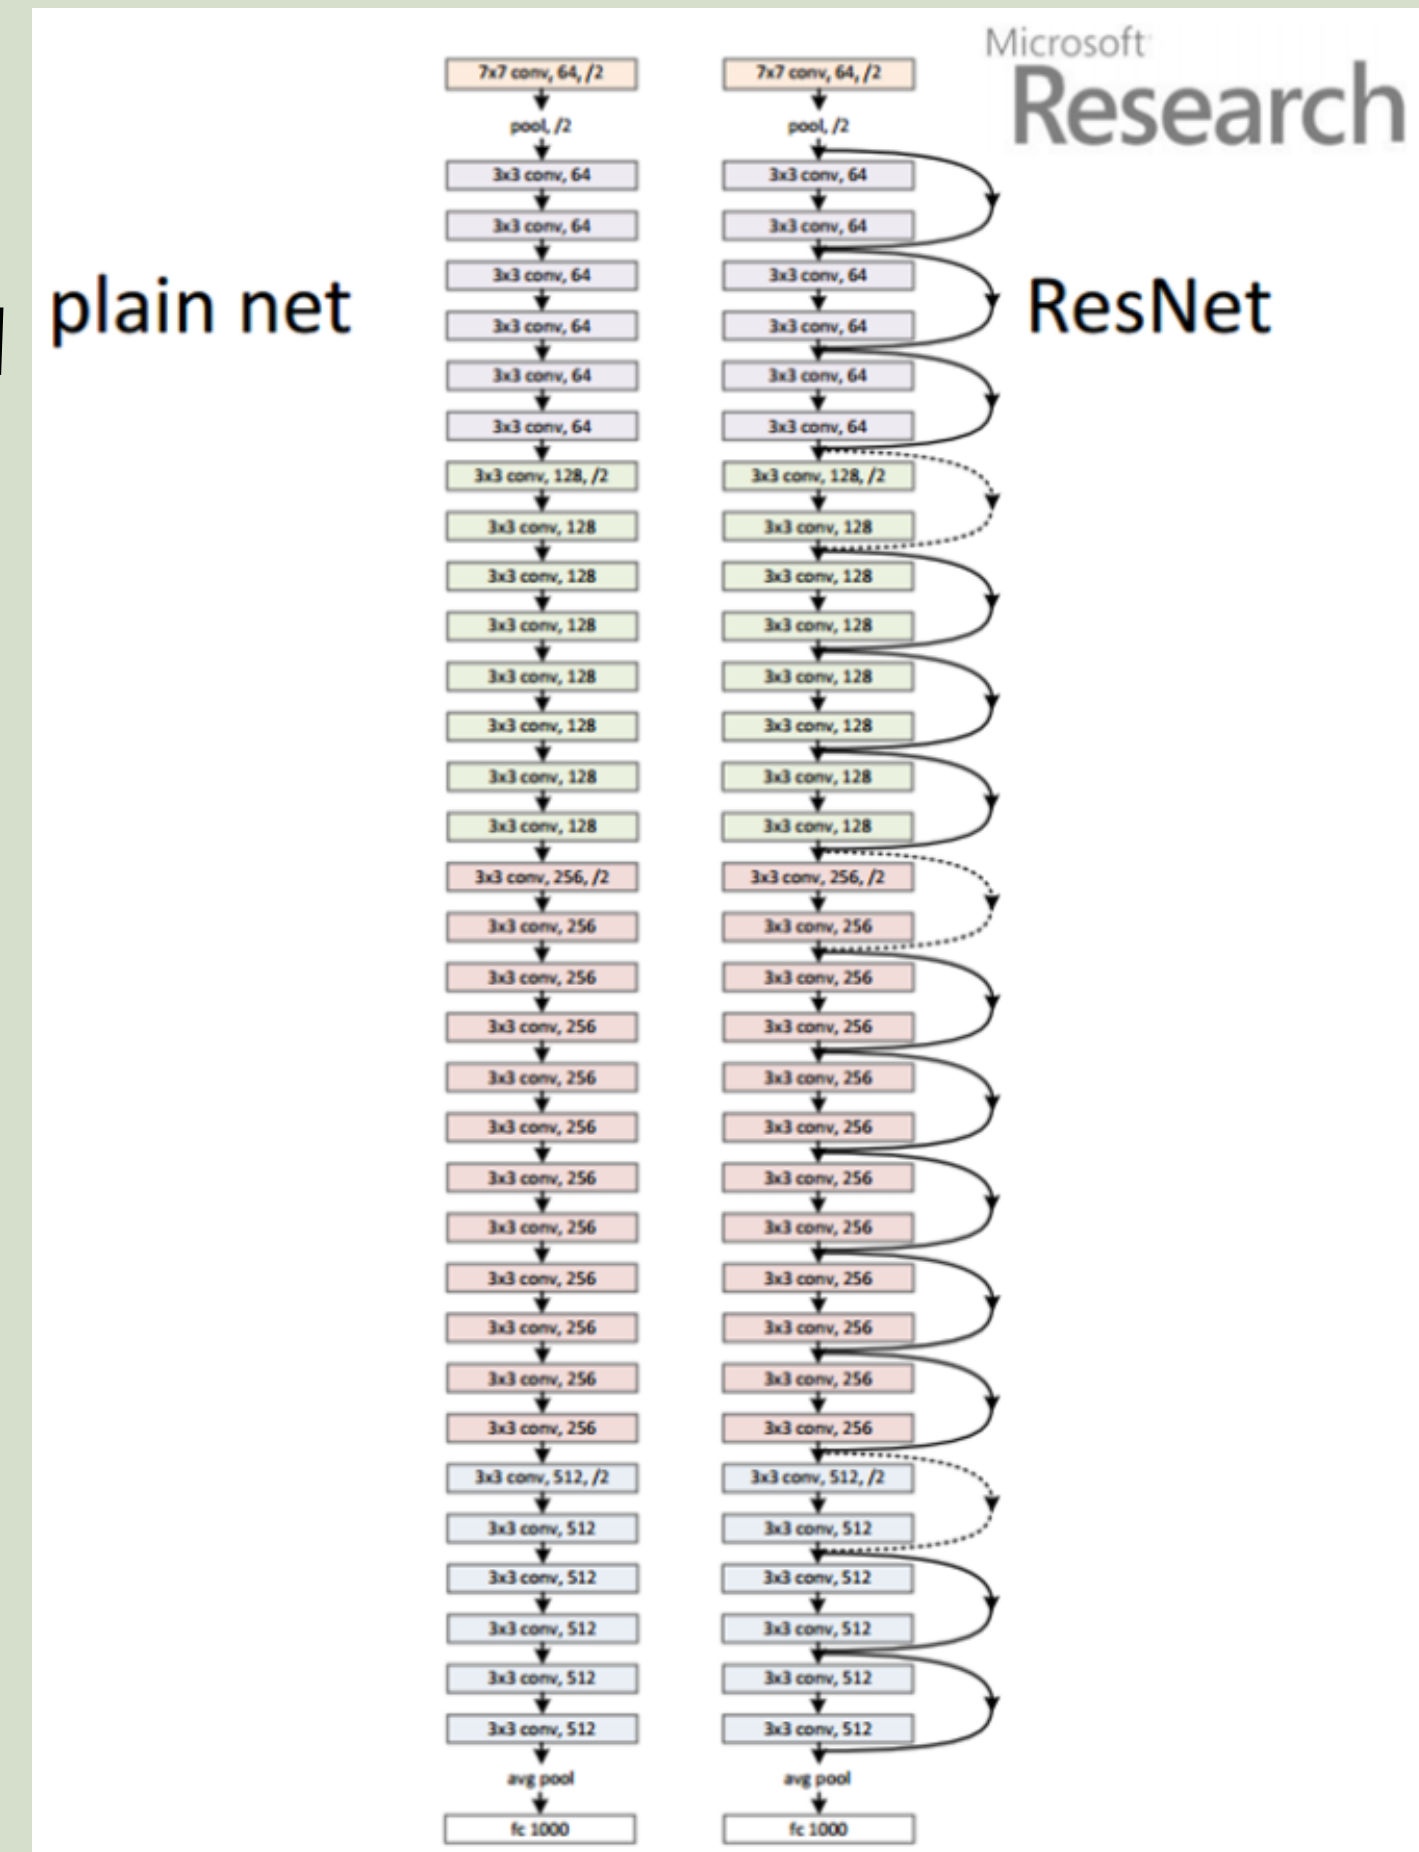 Microsoft
Research
plain net
ResNet
7x7 conv, 64, /2
pool, /2
3x3 conv, 64
3x3 conv, 64
3x3 conv, 64
3x3 conv, 64
3x3 conv, 64
3x3 conv, 64
3x3 conv, 128, /2
3x3 conv, 128
3x3 conv, 128
3x3 conv, 128
3x3 conv, 128
3x3 conv, 128
3x3 conv, 128
3x3 conv, 128
3x3 conv, 256, /2
3x3 conv, 256
3x3 conv, 256
3x3 conv, 256
3x3 conv, 256
3x3 conv, 256
3x3 conv, 256
3x3 conv, 256
3x3 conv, 256
3x3 conv, 256
3x3 conv, 256
3x3 conv, 256
3x3 conv, 512, /2
3x3 conv, 512
3x3 conv, 512
3x3 conv, 512
3x3 conv, 512
3x3 conv, 512
avg pool
fc 1000
7x7 conv, 64, /2
pool, /2
3x3 conv, 64
3x3 conv, 64
3x3 conv, 64
3x3 conv, 64
3x3 conv, 64
3x3 conv, 64
3x3 conv, 128, /2
3x3 conv, 128
3x3 conv, 128
3x3 conv, 128
3x3 conv, 128
3x3 conv, 128
3x3 conv, 128
3x3 conv, 128
3x3 conv, 256, /2
3x3 conv, 256
3x3 conv, 256
3x3 conv, 256
3x3 conv, 256
3x3 conv, 256
3x3 conv, 256
3x3 conv, 256
3x3 conv, 256
3x3 conv, 256
3x3 conv, 256
3x3 conv, 256
3x3 conv, 512, /2
3x3 conv, 512
3x3 conv, 512
3x3 conv, 512
3x3 conv, 512
3x3 conv, 512
avg pool
fc 1000